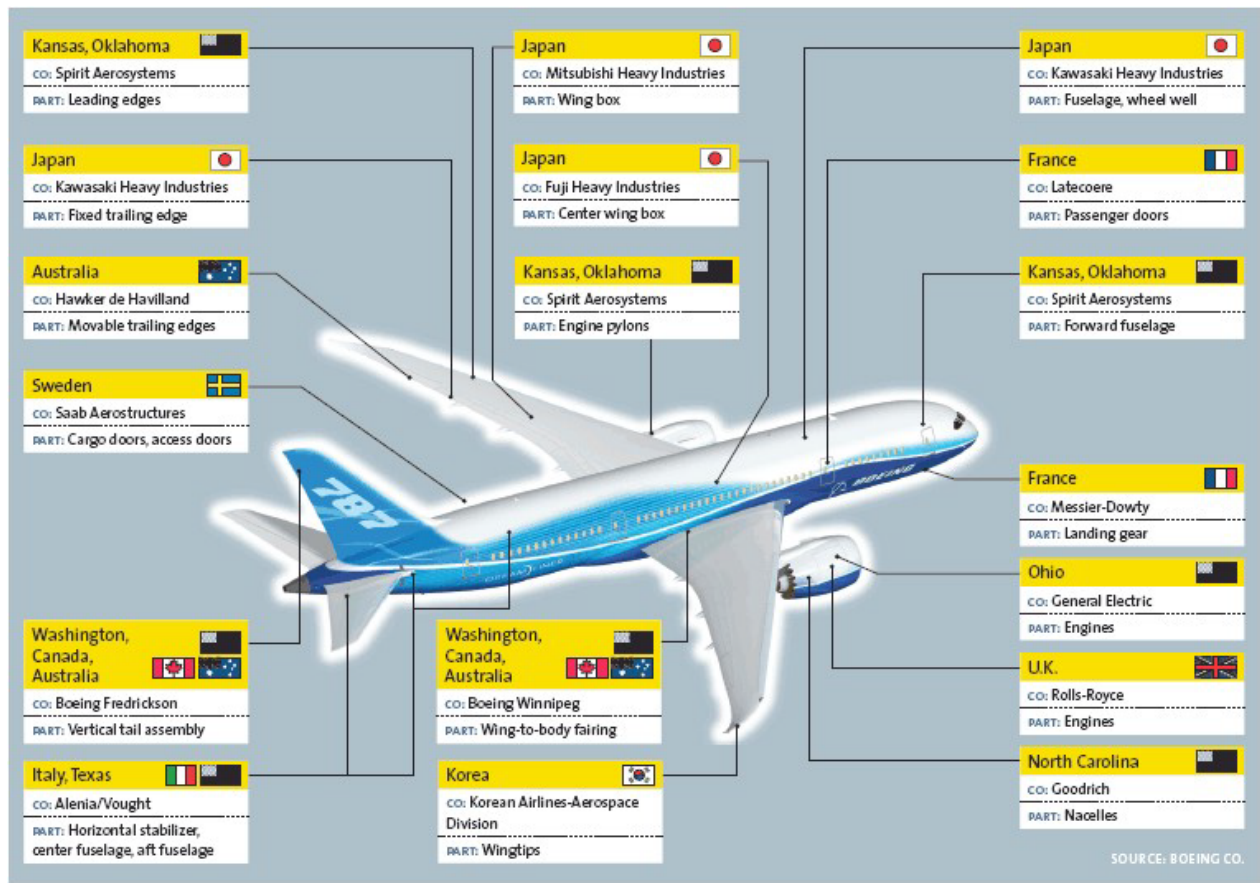 Kansas, Oklahoma
CO: Spirit Aerosystems
PART: Leading edges
Japan
CO: Kawasaki Heavy Industries
PART: Fixed trailing edge
Australia
CO: Hawker de Havilland
PART: Movable trailing edges
Sweden
CO: Saab Aerostructures
PART: Cargo doors, access doors
Japan
CO: Mitsubishi Heavy Industries
PART: Wing box
Japan
CO: Fuji Heavy Industries
PART: Center wing box
Kansas, Oklahoma
CO: Spirit Aerosystems
PART: Engine pylons
Japan
CO: Kawasaki Heavy Industries
PART: Fuselage, wheel well
France
CO: Latecoere
PART: Passenger doors
Kansas, Oklahoma
CO: Spirit Aerosystems
PART: Forward fuselage
787
DREAMLINER
BOEING
France
CO: Messier-Dowty
PART: Landing gear
Ohio
CO: General Electric
PART: Engines
U.K.
CO: Rolls-Royce
PART: Engines
North Carolina
CO: Goodrich
PART: Nacelles
Washington,
Canada,
Australia
CO: Boeing Fredrickson
PART: Vertical tail assembly
Italy, Texas
CO: Alenia/Vought
PART: Horizontal stabilizer,
center fuselage, aft fuselage
Washington,
Canada,
Australia
CO: Boeing Winnipeg
PART: Wing-to-body fairing
Korea
CO: Korean Airlines-Aerospace
Division
PART: Wingtips
SOURCE: BOEING CO.